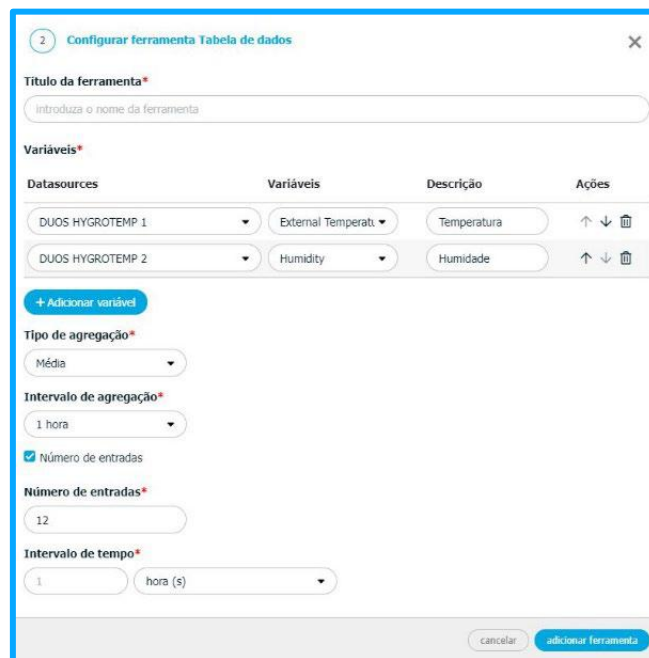 2 Configurar ferramenta Tabela de dados
Título da ferramenta*
introduza o nome da ferramenta
Variáveis*
Datasources Variáveis Descrição Ações
DUOS HYGROTEMP 1 External Temperatu Temperatura
DUOS HYGROTEMP 2 Humidity Humidade
+ Adicionar variável
Tipo de agregação*
Média
Intervalo de agregação*
1 hora
Número de entradas
Número de entradas*
12
Intervalo de tempo*
1 hora (s)
cancelar adicionar ferramenta